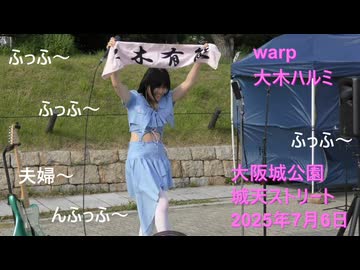 ふっふ〜
木有
warp
大木ハルミ
ふっふ〜
ふっふ〜
夫婦〜
大阪城公園
城天ストリート
んふっふ〜
2025年7月6日